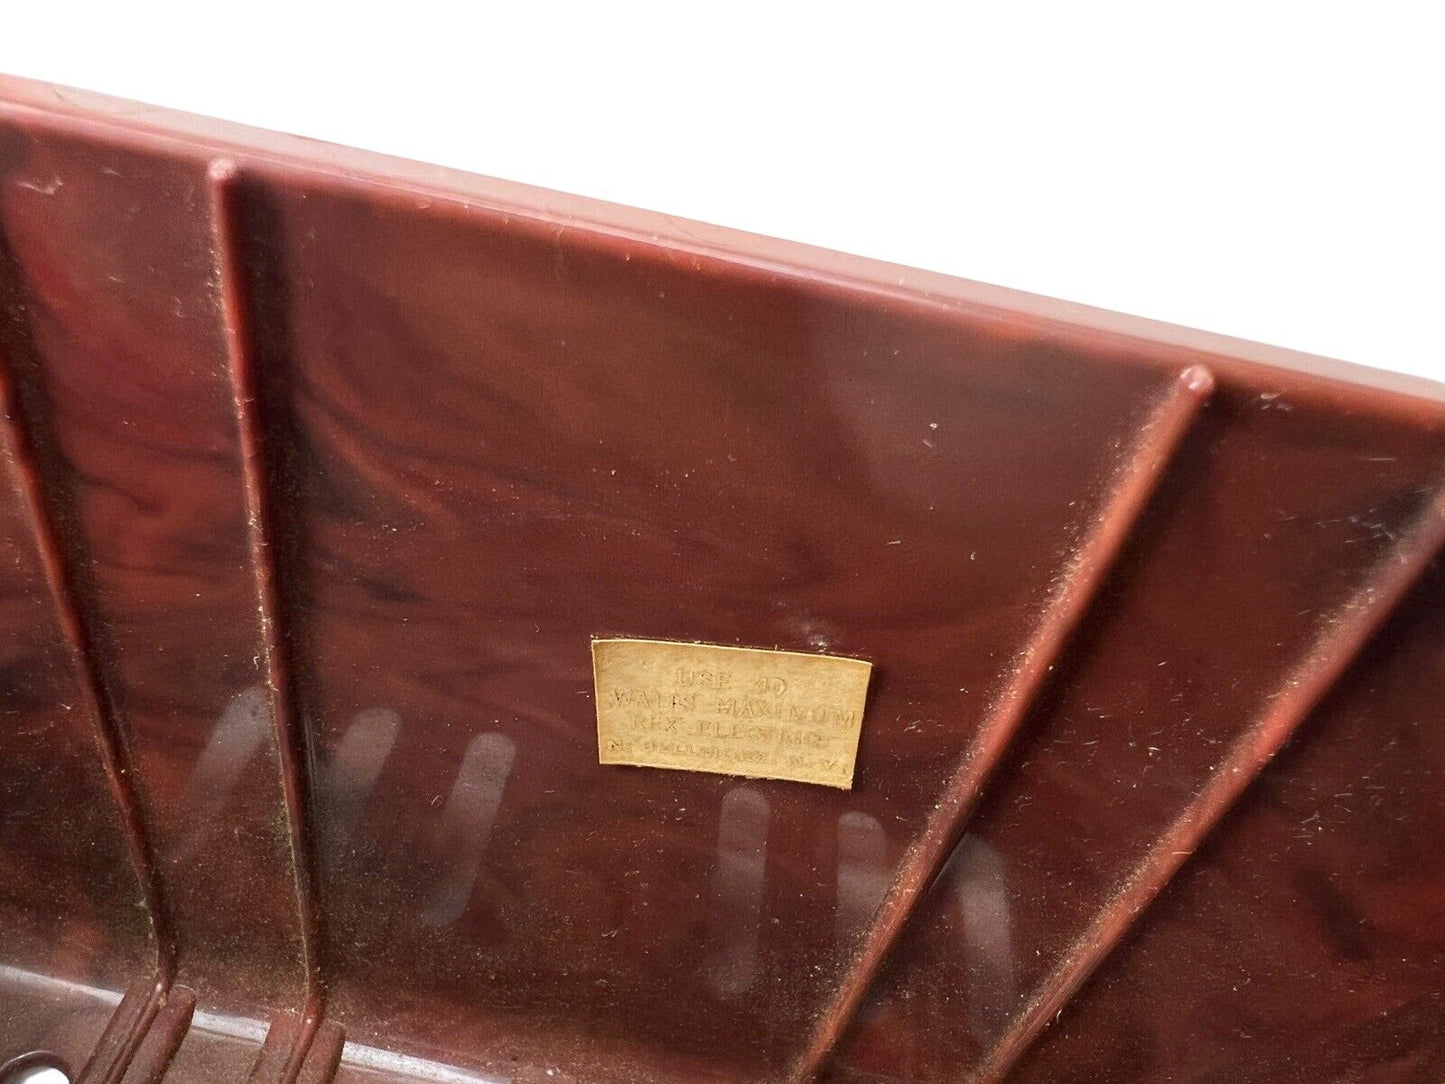 USE 40
WATTS MAXIMUM
REX ELECTRIC
N.Y.